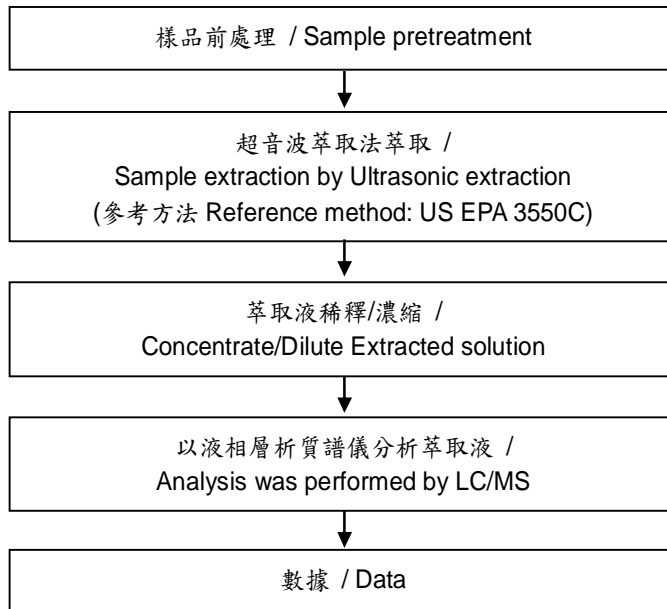 樣品前處理 / Sample pretreatment
超音波萃取法萃取 /
Sample extraction by Ultrasonic extraction
(參考方法 Reference method: US EPA 3550C)
萃取液稀釋/濃縮 /
Concentrate/Dilute Extracted solution
以液相層析質譜儀分析萃取液 /
Analysis was performed by LC/MS
數據 / Data